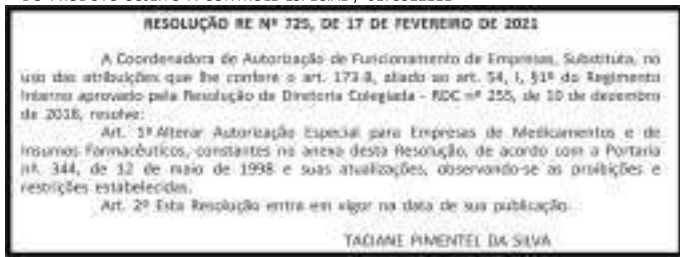 RESOLUÇÃO RE Nº 725, DE 17 DE FEVEREIRO DE 2021
A Coordenadora de Autorização de Funcionamento de Empresas, Substituta, no
uso das atribuições que lhe confere o art. 173-B, aliado ao art. 54, I, §1º do Regimento
Interno aprovado pela Resolução de Diretoria Colegiada - RDC nº 255, de 10 de dezembro
de 2018, resolve:
Art. 1º Alterar Autorização Especial para Empresas de Medicamentos e de
Insumos Farmacêuticos, constantes no anexo desta Resolução, de acordo com a Portaria
nº. 344, de 12 de maio de 1998 e suas atualizações, observando-se as proibições e
restrições estabelecidas.
Art. 2º Esta Resolução entra em vigor na data de sua publicação.
TACIANE PIMENTEL DA SILVA